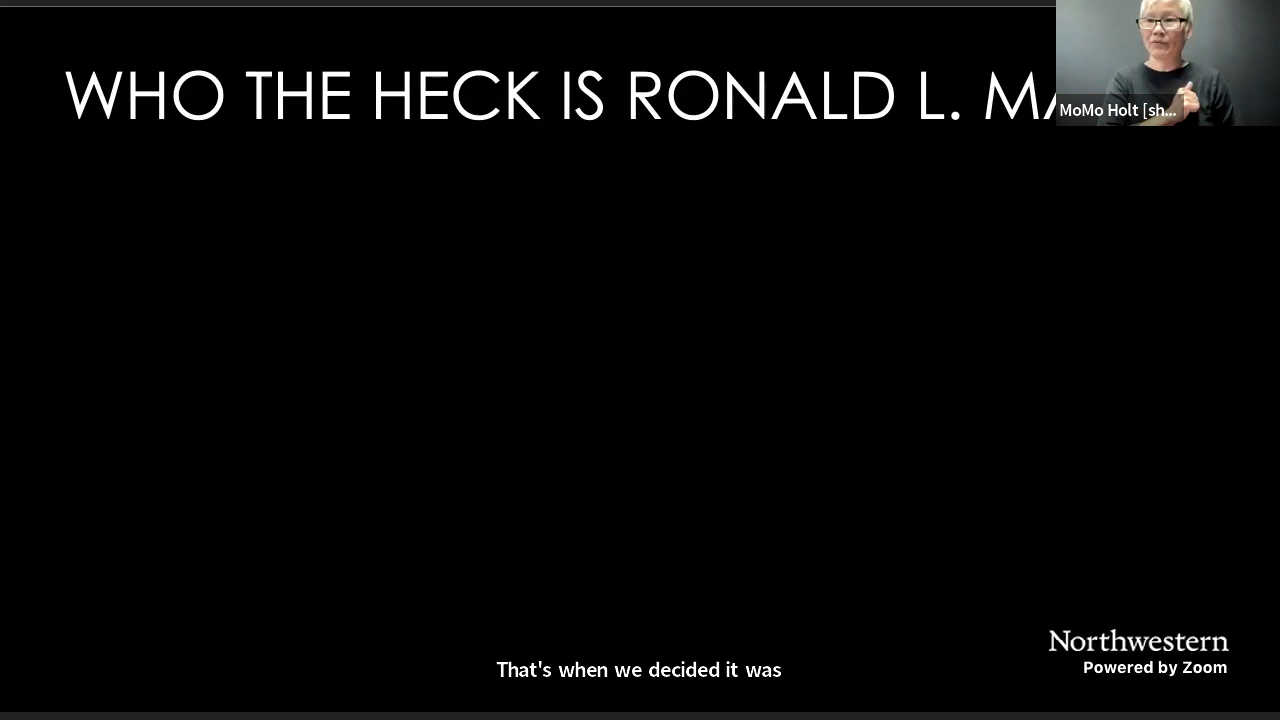 WHO THE HECK IS RONALD L. MA
MoMo Holt [sh...
Northwestern
Powered by Zoom
That's when we decided it was